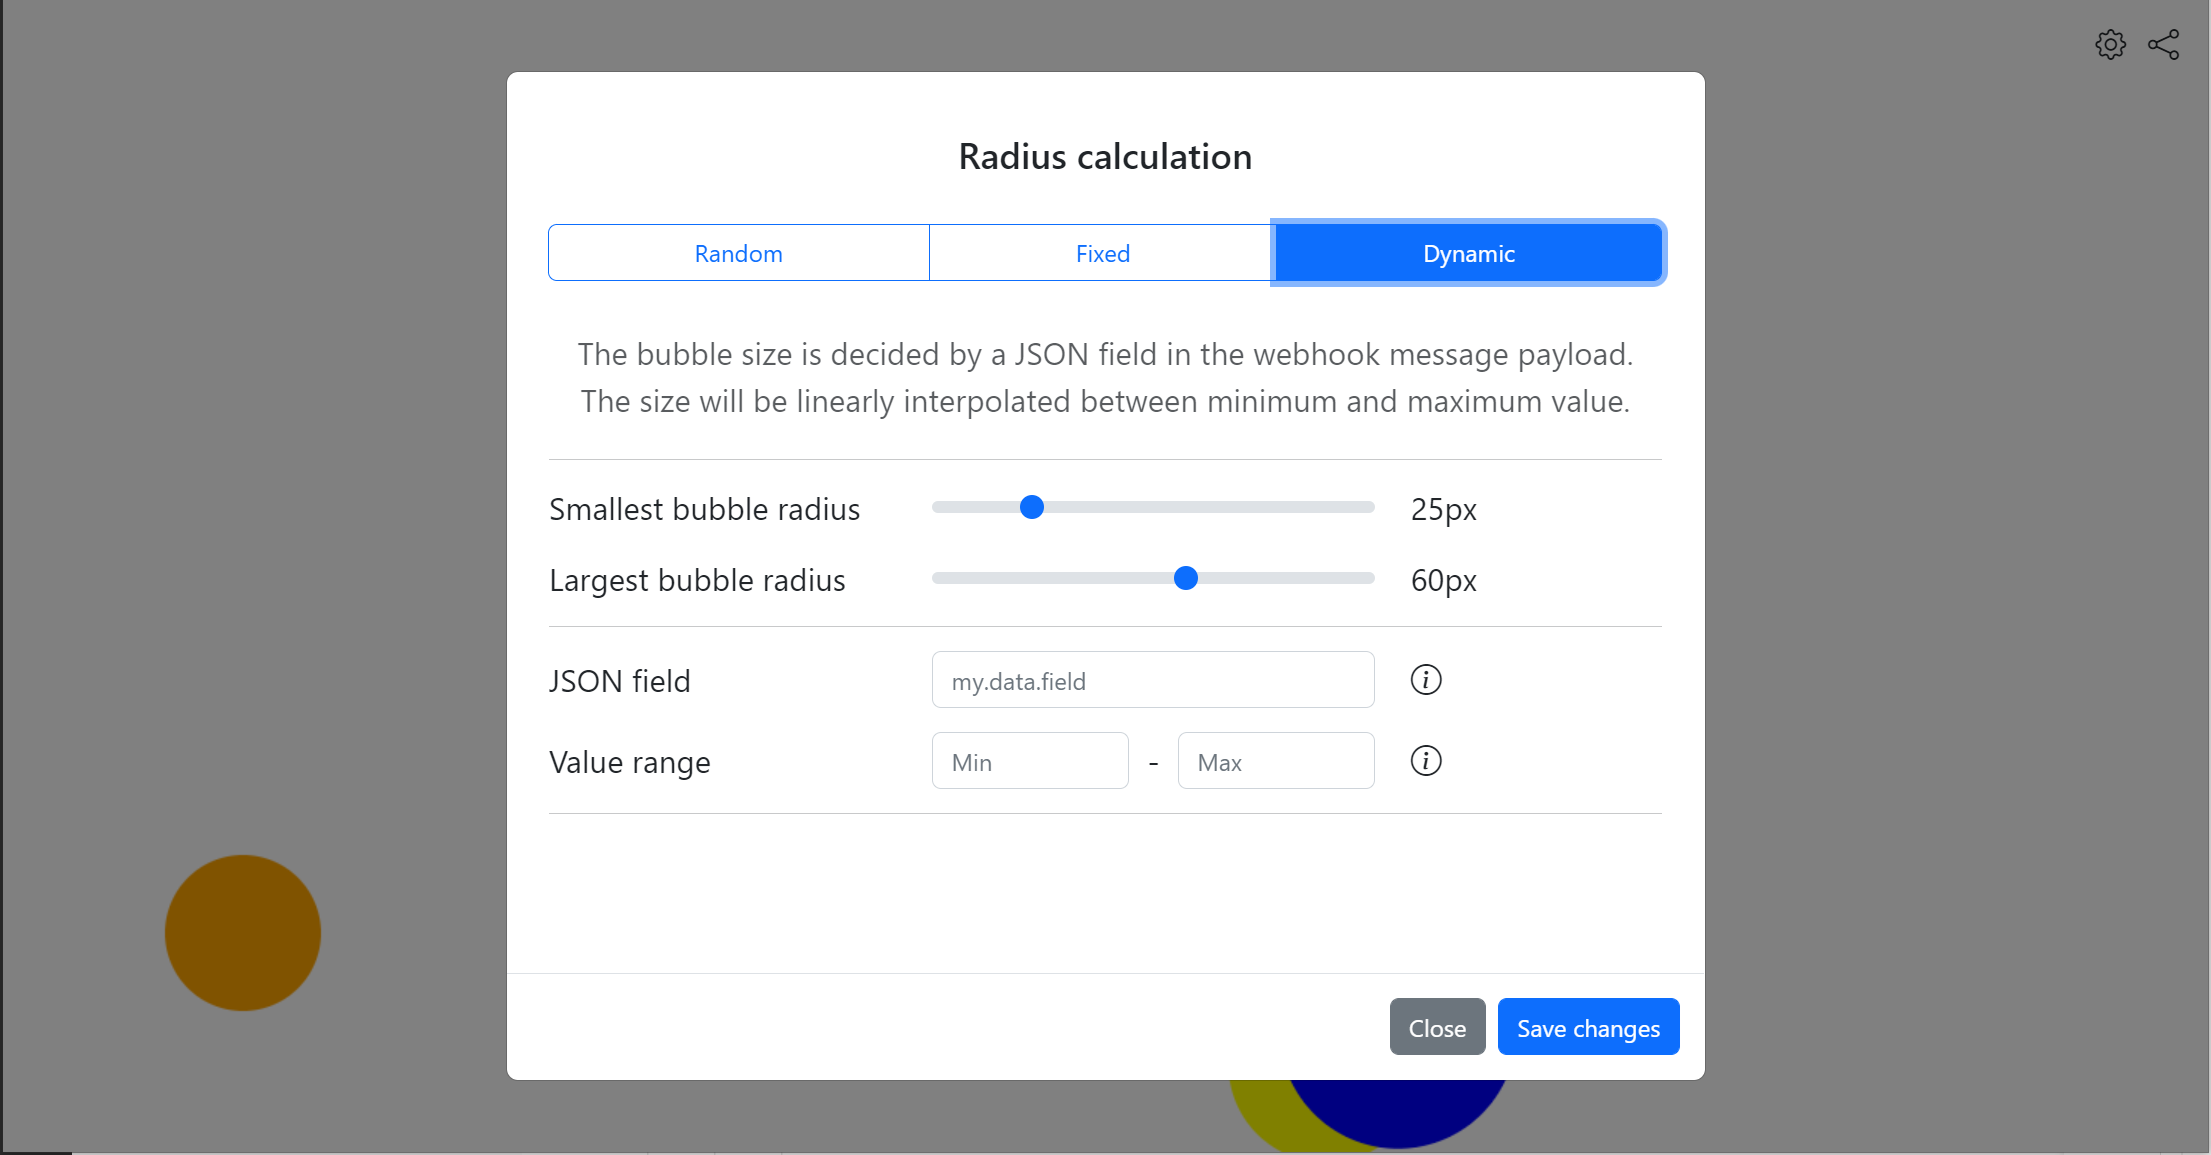 Radius calculation
Random Fixed Dynamic
The bubble size is decided by a JSON field in the webhook message payload.
The size will be linearly interpolated between minimum and maximum value.
Smallest bubble radius 25px
Largest bubble radius 60px
JSON field my.data.field i
Value range Min - Max i
Close Save changes